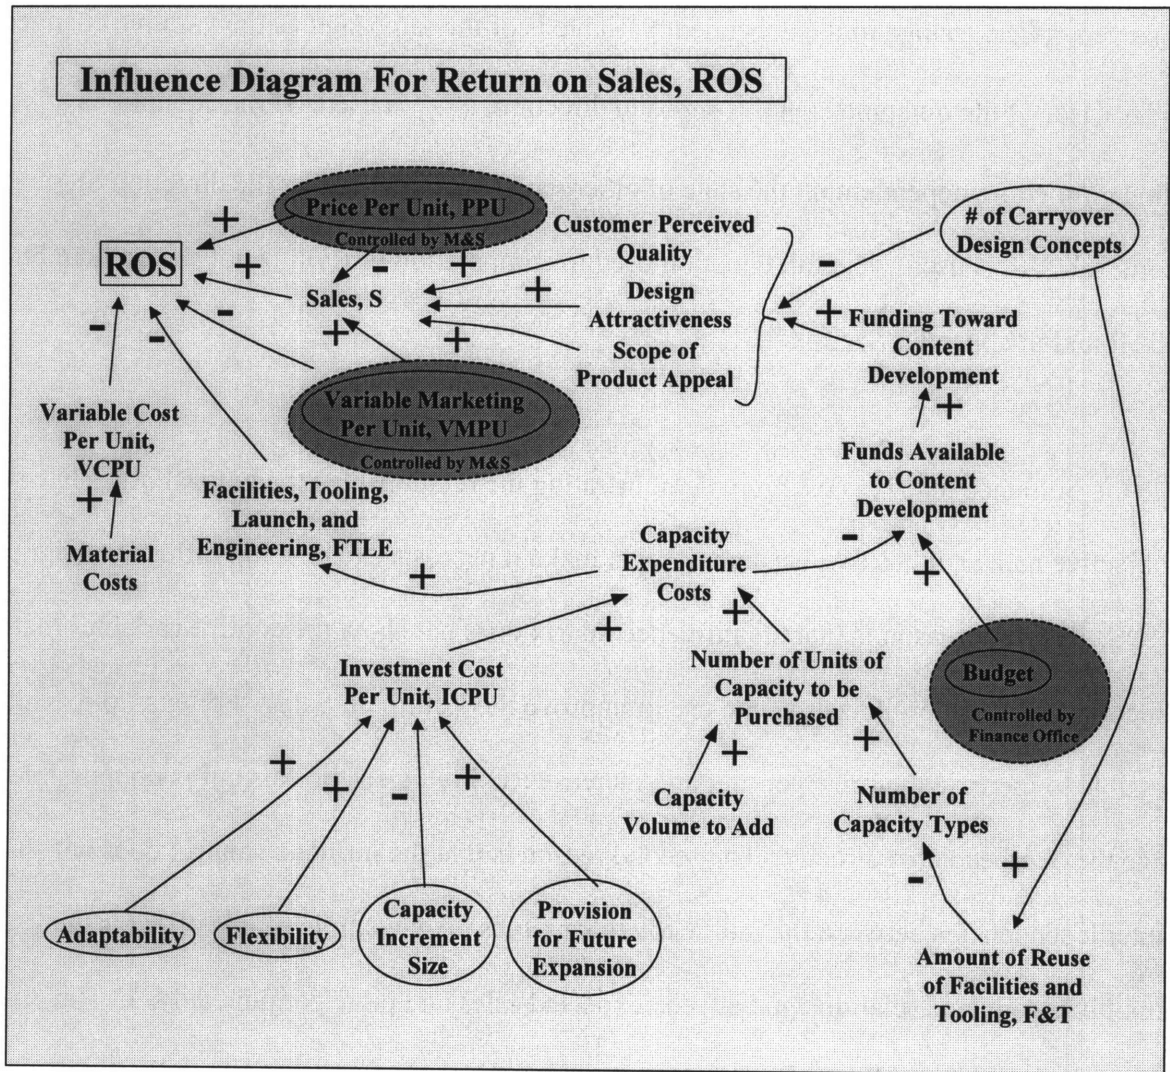 Influence Diagram For Return on Sales, ROS
Price Per Unit, PPU
Controlled by M&S
+
ROS
+
-
Sales, S
-
+
-
-
Customer Perceived
Quality
+
Design
Attractiveness
+
Scope of
Product Appeal
+
# of Carryover
Design Concepts
-
+
Funding Toward
Content
Development
+
Variable Marketing
Per Unit, VMPU
Controlled by M&S
Variable Cost
Per Unit,
VCPU
+
Material
Costs
Facilities, Tooling,
Launch, and
Engineering, FTLE
+
Capacity
Expenditure
Costs
-
Funds Available
to Content
Development
+
+
+
Investment Cost
Per Unit, ICPU
Number of Units of
Capacity to be
Purchased
Budget
Controlled by
Finance Office
+
+
-
+
+
+
Capacity
Volume to Add
Number of
Capacity Types
-
+
Adaptability
Flexibility
Capacity
Increment
Size
Provision
for Future
Expansion
Amount of Reuse
of Facilities and
Tooling, F&T